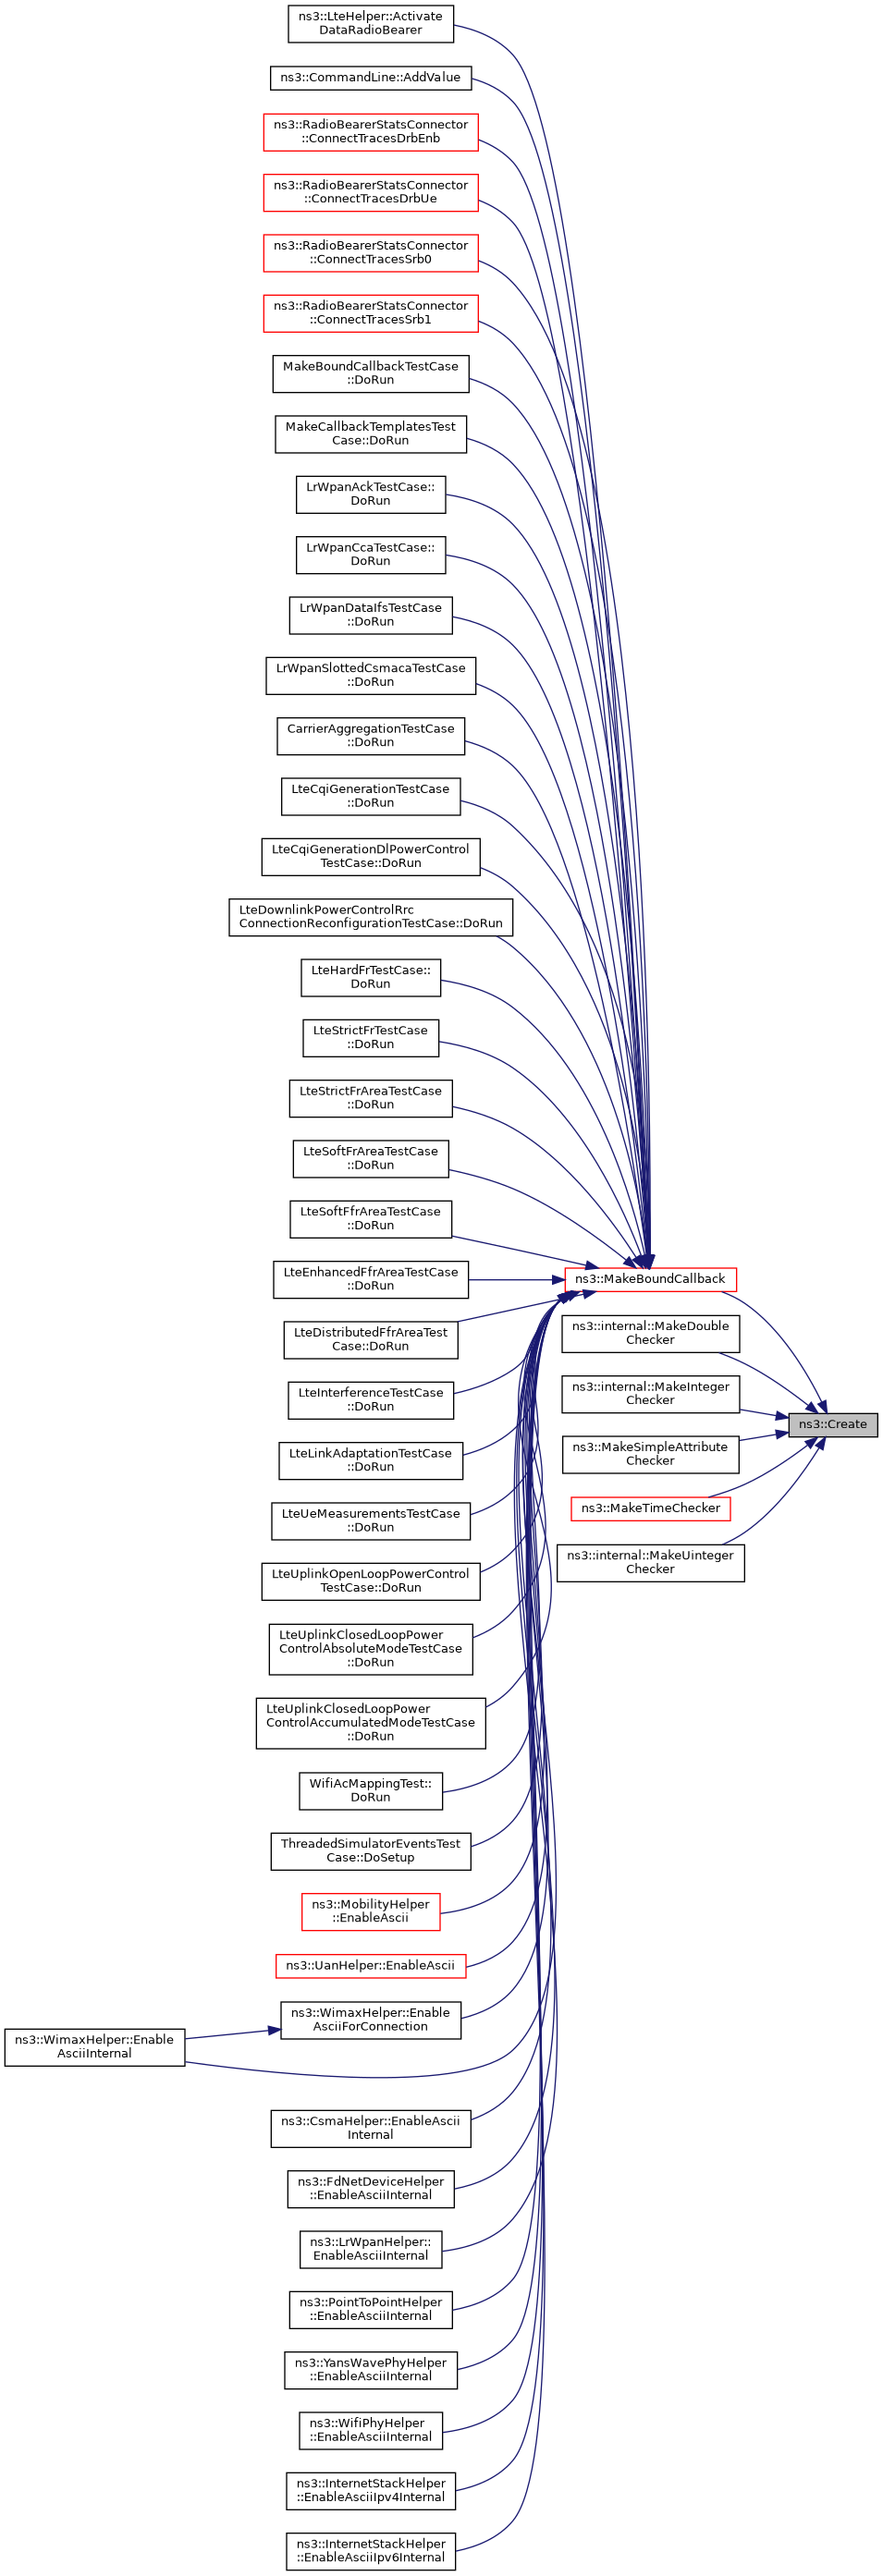 ns3::LteHelper::Activate
DataRadioBearer
ns3::CommandLine::AddValue
ns3::RadioBearerStatsConnector
::ConnectTracesDrbEnb
ns3::RadioBearerStatsConnector
::ConnectTracesDrbUe
ns3::RadioBearerStatsConnector
::ConnectTracesSrb0
ns3::RadioBearerStatsConnector
::ConnectTracesSrb1
MakeBoundCallbackTestCase
::DoRun
MakeCallbackTemplatesTest
Case::DoRun
LrWpanAckTestCase::
DoRun
LrWpanCcaTestCase::
DoRun
LrWpanDataIfsTestCase
::DoRun
LrWpanSlottedCsmacaTestCase
::DoRun
CarrierAggregationTestCase
::DoRun
LteCqiGenerationTestCase
::DoRun
LteCqiGenerationDlPowerControl
TestCase::DoRun
LteDownlinkPowerControlRrc
ConnectionReconfigurationTestCase::DoRun
LteHardFrTestCase::
DoRun
LteStrictFrTestCase
::DoRun
LteStrictFrAreaTestCase
::DoRun
LteSoftFrAreaTestCase
::DoRun
LteSoftFfrAreaTestCase
::DoRun
LteEnhancedFfrAreaTestCase
::DoRun
LteDistributedFfrAreaTest
Case::DoRun
LteInterferenceTestCase
::DoRun
LteLinkAdaptationTestCase
::DoRun
LteUeMeasurementsTestCase
::DoRun
LteUplinkOpenLoopPowerControl
TestCase::DoRun
LteUplinkClosedLoopPower
ControlAbsoluteModeTestCase
::DoRun
LteUplinkClosedLoopPower
ControlAccumulatedModeTestCase
::DoRun
WifiAcMappingTest::
DoRun
ThreadedSimulatorEventsTest
Case::DoSetup
ns3::MobilityHelper
::EnableAscii
ns3::UanHelper::EnableAscii
ns3::WimaxHelper::Enable
AsciiForConnection
ns3::WimaxHelper::Enable
AsciiInternal
ns3::CsmaHelper::EnableAscii
Internal
ns3::FdNetDeviceHelper
::EnableAsciiInternal
ns3::LrWpanHelper::
EnableAsciiInternal
ns3::PointToPointHelper
::EnableAsciiInternal
ns3::YansWavePhyHelper
::EnableAsciiInternal
ns3::WifiPhyHelper
::EnableAsciiInternal
ns3::InternetStackHelper
::EnableAsciiIpv4Internal
ns3::InternetStackHelper
::EnableAsciiIpv6Internal
ns3::MakeBoundCallback
ns3::internal::MakeDouble
Checker
ns3::internal::MakeInteger
Checker
ns3::MakeSimpleAttribute
Checker
ns3::MakeTimeChecker
ns3::internal::MakeUinteger
Checker
ns3::Create